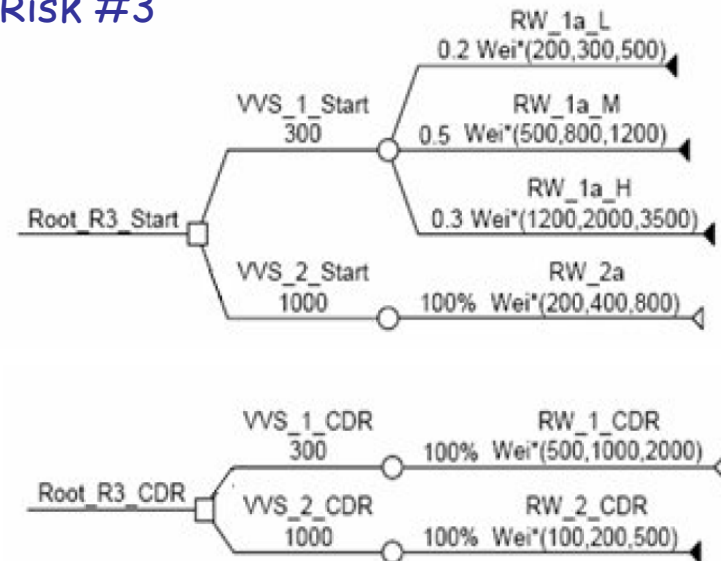 Risk #3
RW_1a_L
0.2 Wei*(200,300,500)
VVS_1_Start
300
RW_1a_M
0.5 Wei*(500,800,1200)
RW_1a_H
0.3 Wei*(1200,2000,3500)
Root_R3_Start
VVS_2_Start
1000
RW_2a
100% Wei*(200,400,800)
VVS_1_CDR
300
RW_1_CDR
100% Wei*(500,1000,2000)
Root_R3_CDR
VVS_2_CDR
1000
RW_2_CDR
100% Wei*(100,200,500)